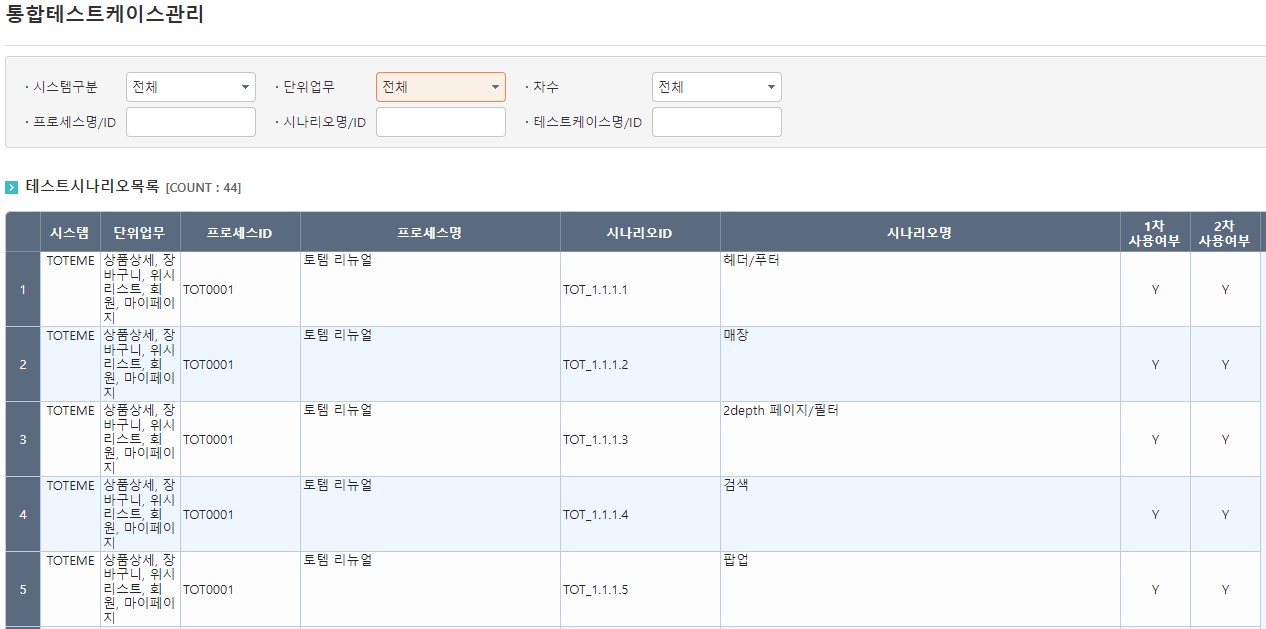 통합테스트케이스관리
· 시스템구분 전체 · 단위업무 전체 · 차수 전체
· 프로세스명/ID · 시나리오명/ID · 테스트케이스명/ID
테스트시나리오목록 [COUNT : 44]
시스템 단위업무 프로세스ID 프로세스명 시나리오ID 시나리오명 1차 사용여부 2차 사용여부
1 TOTEME 상품상세, 장바구니, 위시리스트, 회원, 마이페이지 TOT0001 토템 리뉴얼 TOT_1.1.1.1 헤더/푸터 Y Y
2 TOTEME 상품상세, 장바구니, 위시리스트, 회원, 마이페이지 TOT0001 토템 리뉴얼 TOT_1.1.1.2 매장 Y Y
3 TOTEME 상품상세, 장바구니, 위시리스트, 회원, 마이페이지 TOT0001 토템 리뉴얼 TOT_1.1.1.3 2depth 페이지/필터 Y Y
4 TOTEME 상품상세, 장바구니, 위시리스트, 회원, 마이페이지 TOT0001 토템 리뉴얼 TOT_1.1.1.4 검색 Y Y
5 TOTEME 상품상세, 장바구니, 위시리스트, 회원, 마이페이지 TOT0001 토템 리뉴얼 TOT_1.1.1.5 팝업 Y Y